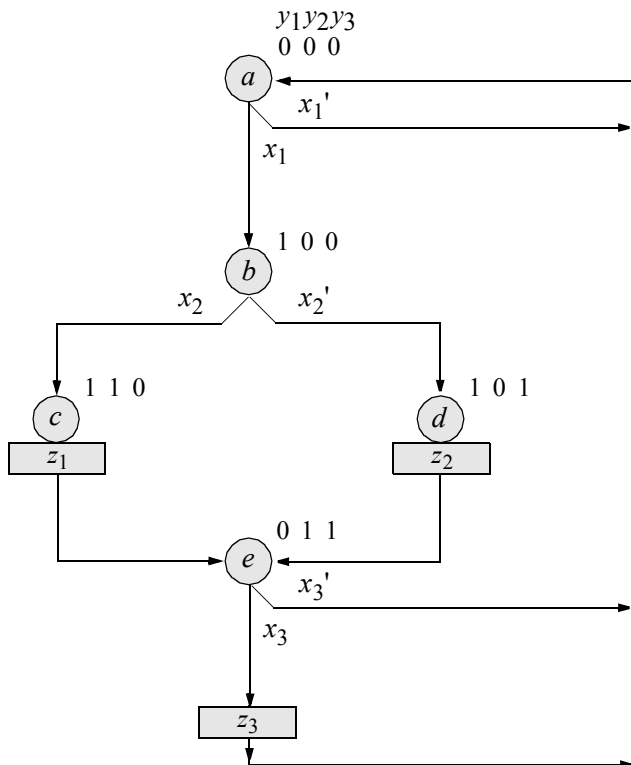 y₁y₂y₃
0 0 0
a
x₁'
x₁
1 0 0
b
x₂ x₂'
1 1 0 1 0 1
c d
z₁ z₂
0 1 1
e
x₃'
x₃
z₃